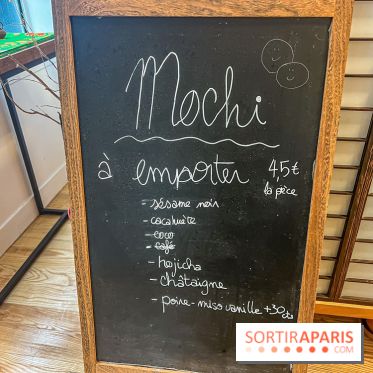 Mochi
à emporter 4,5€
la pièce
- sésame noir
- cacahuète
- coco
- café
- hojicha
- châtaigne
- poire-miso vanille +30cts
SORTIRAPARIS
.COM